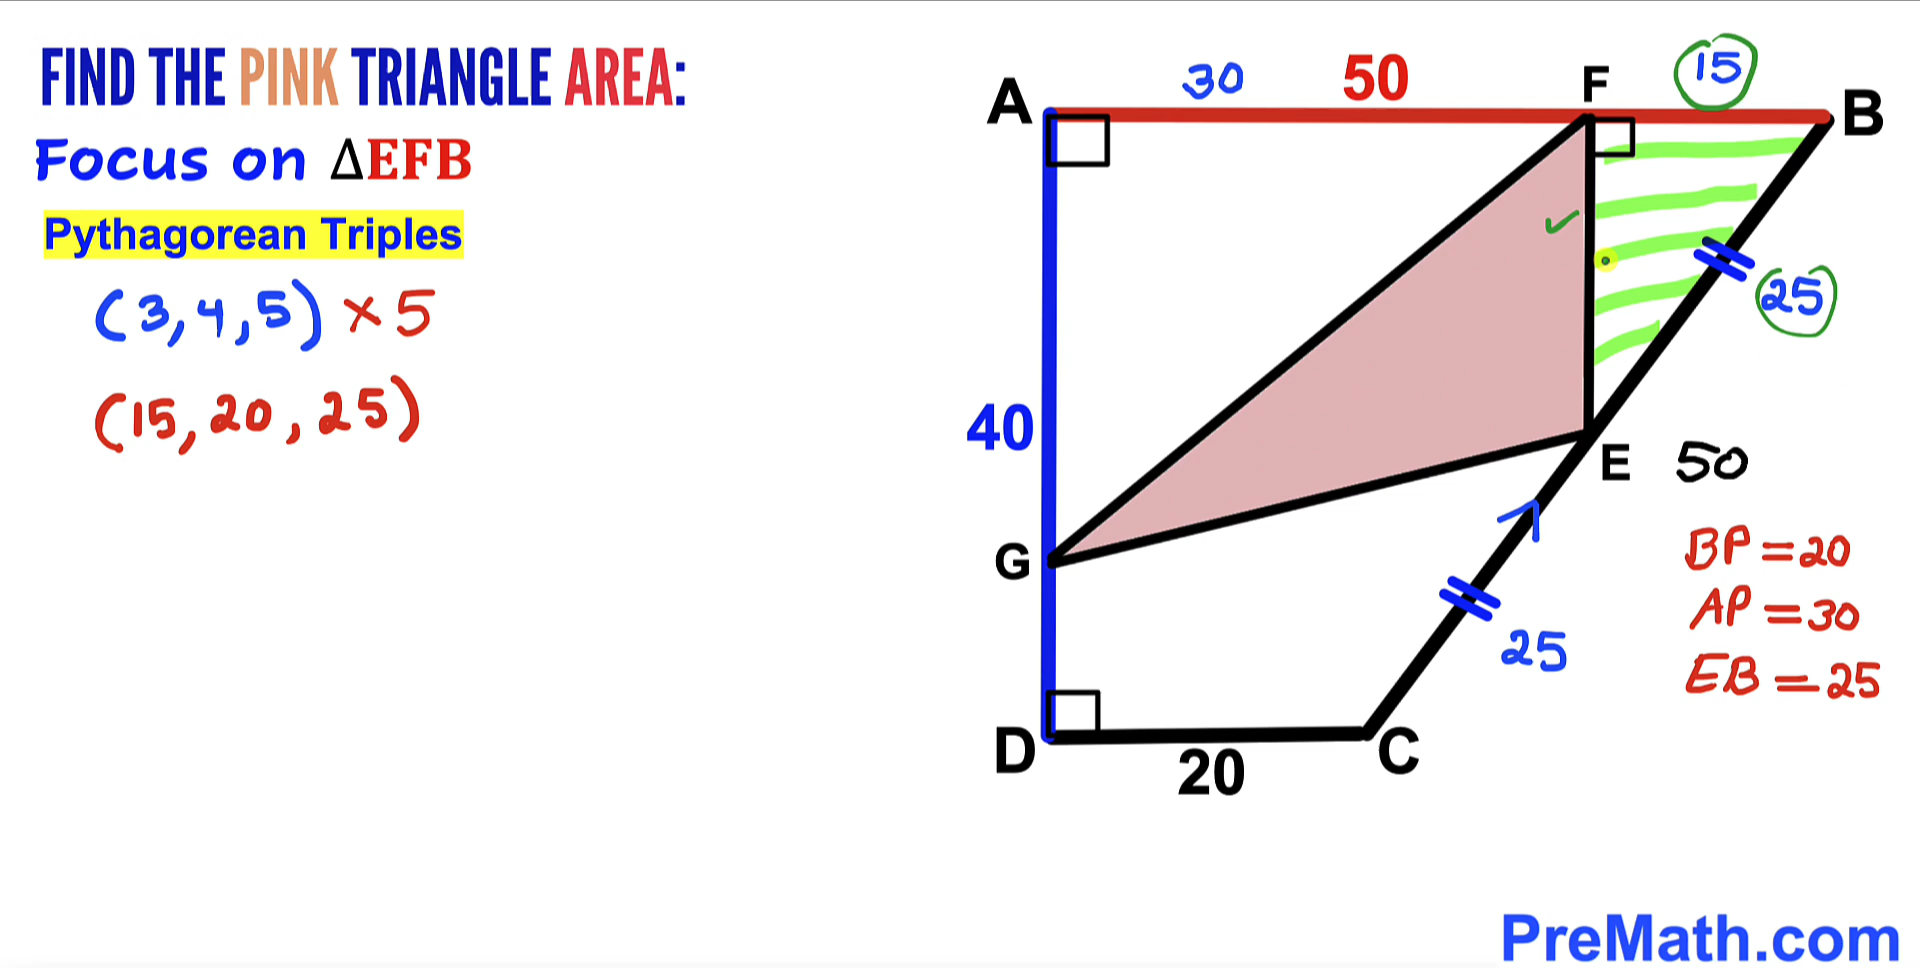 FIND THE PINK TRIANGLE AREA:
Focus on ΔEFB
Pythagorean Triples
(3,4,5) × 5
(15,20,25)
A 30 50 F 15 B
25
40
G
E 50
BP=20
AP=30
EB=25
25
D 20 C
PreMath.com